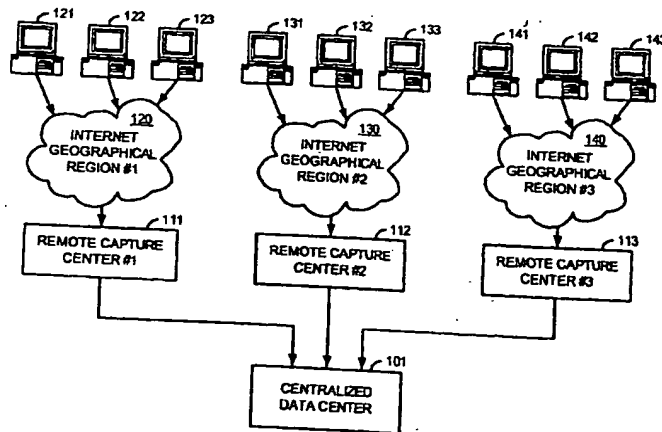 121 122 123 131 132 133 141 142 143
120 130 140
INTERNET GEOGRAPHICAL REGION #1
INTERNET GEOGRAPHICAL REGION #2
INTERNET GEOGRAPHICAL REGION #3
111 112 113
REMOTE CAPTURE CENTER #1
REMOTE CAPTURE CENTER #2
REMOTE CAPTURE CENTER #3
101
CENTRALIZED
DATA CENTER